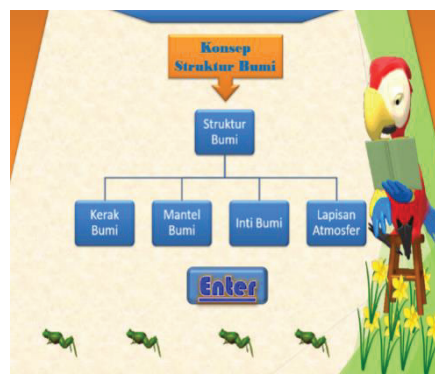 Konsep
Struktur Bumi
Struktur
Bumi
Kerak
Bumi
Mantel
Bumi
Inti Bumi
Lapisan
Atmosfer
Enter